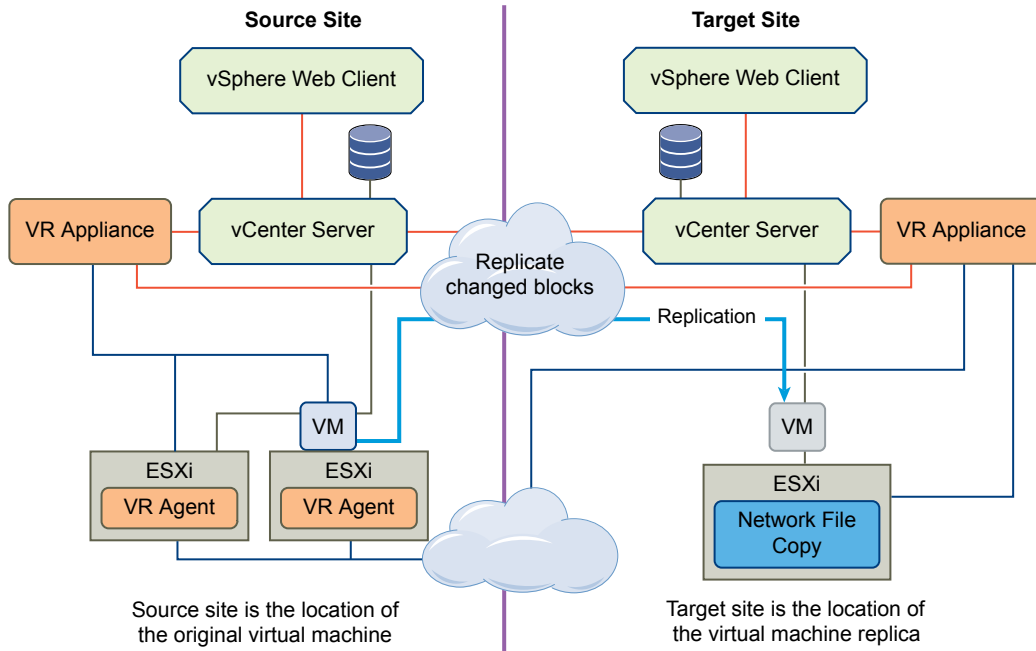 Source Site
Target Site
vSphere Web Client
vSphere Web Client
VR Appliance
vCenter Server
vCenter Server
VR Appliance
Replicate
changed blocks
Replication
VM
VM
ESXi
VR Agent
ESXi
VR Agent
ESXi
Network File
Copy
Source site is the location of
the original virtual machine
Target site is the location of
the virtual machine replica